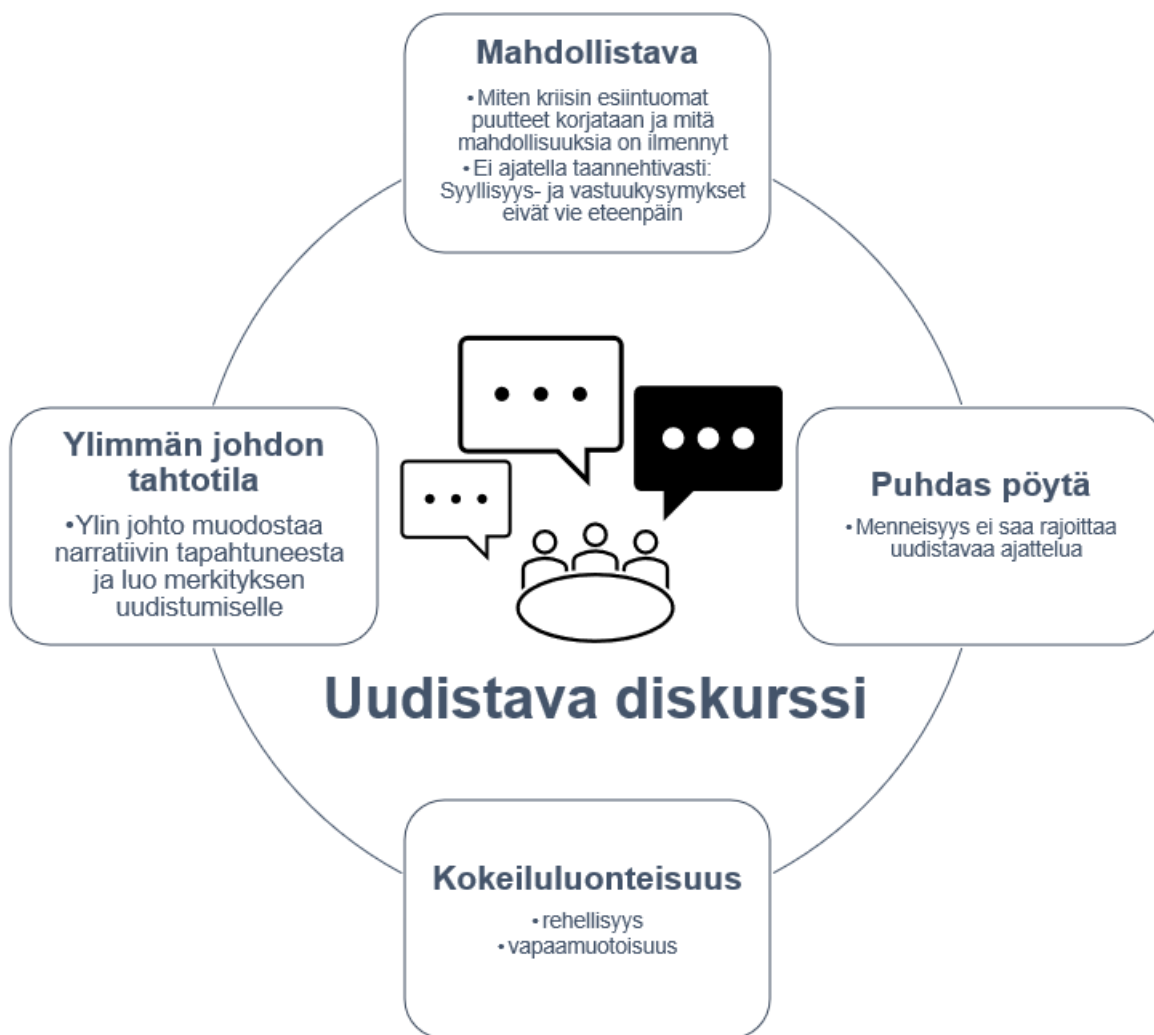 Mahdollistava
•Miten kriisin esiintuomat
puutteet korjataan ja mitä
mahdollisuuksia on ilmennyt
•Ei ajatella taannehtivasti:
Syyllisyys- ja vastuukysymykset
eivät vie eteenpäin
Puhdas pöytä
•Menneisyys ei saa rajoittaa
uudistavaa ajattelua
Kokeiluluonteisuus
•rehellisyys
•vapaamuotoisuus
Ylimmän johdon
tahtotila
•Ylin johto muodostaa
narratiivin tapahtuneesta
ja luo merkityksen
uudistumiselle
Uudistava diskurssi